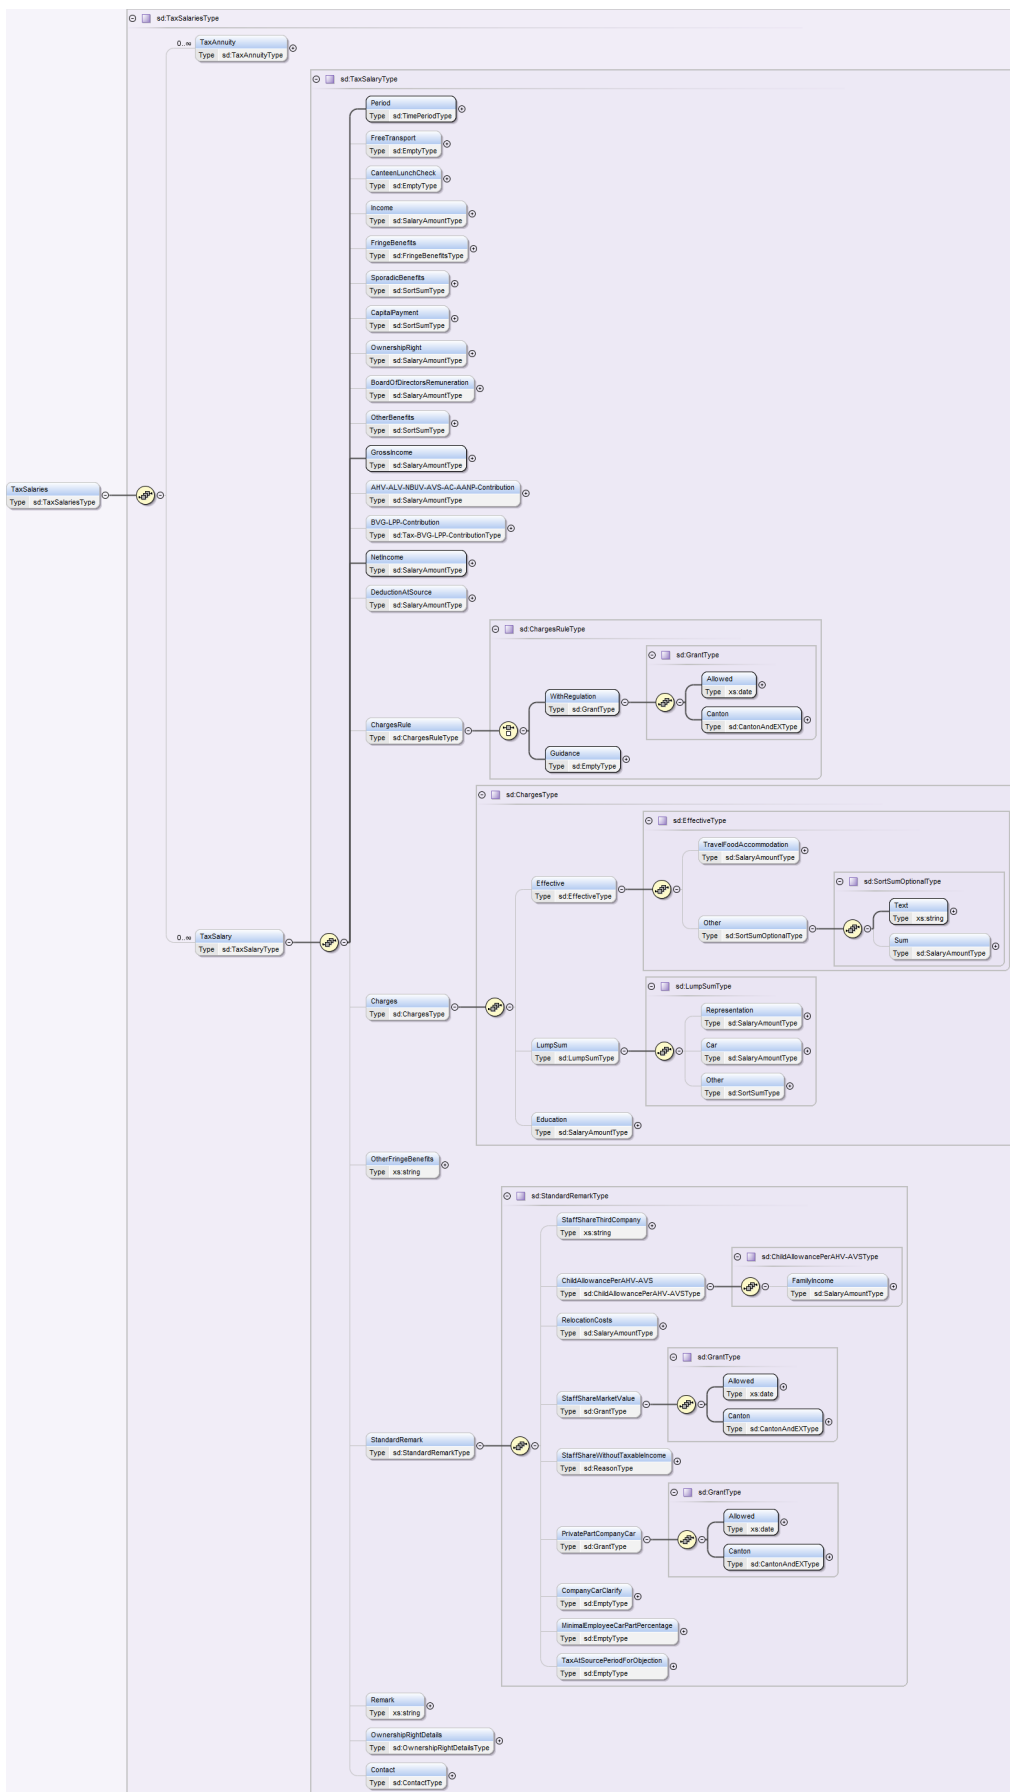 sd:TaxSalariesType
0..∞
TaxAnnuity
Type sd:TaxAnnuityType
sd:TaxSalaryType
Period
Type sd:TimePeriodType
FreeTransport
Type sd:EmptyType
CanteenLunchCheck
Type sd:EmptyType
Income
Type sd:SalaryAmountType
FringeBenefits
Type sd:FringeBenefitsType
SporadicBenefits
Type sd:SortSumType
CapitalPayment
Type sd:SortSumType
OwnershipRight
Type sd:SalaryAmountType
BoardOfDirectorsRemuneration
Type sd:SalaryAmountType
OtherBenefits
Type sd:SortSumType
GrossIncome
Type sd:SalaryAmountType
TaxSalaries
Type sd:TaxSalariesType
AHV-ALV-NBUV-AVS-AC-AANP-Contribution
Type sd:SalaryAmountType
BVG-LPP-Contribution
Type sd:Tax-BVG-LPP-ContributionType
NetIncome
Type sd:SalaryAmountType
DeductionAtSource
Type sd:SalaryAmountType
sd:ChargesRuleType
sd:GrantType
Allowed
Type xs:date
WithRegulation
Type sd:GrantType
Canton
Type sd:CantonAndEXType
ChargesRule
Type sd:ChargesRuleType
Guidance
Type sd:EmptyType
sd:ChargesType
sd:EffectiveType
TravelFoodAccommodation
Type sd:SalaryAmountType
Effective
Type sd:EffectiveType
sd:SortSumOptionalType
Text
Type xs:string
Other
Type sd:SortSumOptionalType
Sum
Type sd:SalaryAmountType
0..∞
TaxSalary
Type sd:TaxSalaryType
sd:LumpSumType
Charges
Type sd:ChargesType
Representation
Type sd:SalaryAmountType
LumpSum
Type sd:LumpSumType
Car
Type sd:SalaryAmountType
Other
Type sd:SortSumType
Education
Type sd:SalaryAmountType
OtherFringeBenefits
Type xs:string
sd:StandardRemarkType
StaffShareThirdCompany
Type xs:string
sd:ChildAllowancePerAHV-AVSType
ChildAllowancePerAHV-AVS
Type sd:ChildAllowancePerAHV-AVSType
FamilyIncome
Type sd:SalaryAmountType
RelocationCosts
Type sd:SalaryAmountType
sd:GrantType
Allowed
Type xs:date
StaffShareMarketValue
Type sd:GrantType
Canton
Type sd:CantonAndEXType
StandardRemark
Type sd:StandardRemarkType
StaffShareWithoutTaxableIncome
Type sd:ReasonType
sd:GrantType
Allowed
Type xs:date
PrivatePartCompanyCar
Type sd:GrantType
Canton
Type sd:CantonAndEXType
CompanyCarClarify
Type sd:EmptyType
MinimalEmployeeCarPartPercentage
Type sd:EmptyType
TaxAtSourcePeriodForObjection
Type sd:EmptyType
Remark
Type xs:string
OwnershipRightDetails
Type sd:OwnershipRightDetailsType
Contact
Type sd:ContactType